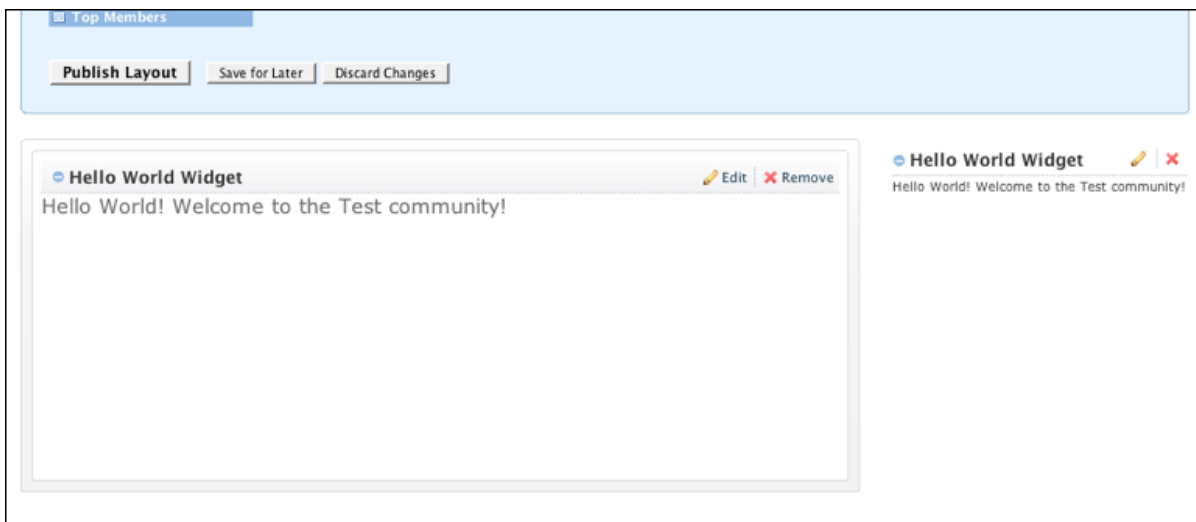 Top Members
Publish Layout Save for Later Discard Changes
Hello World Widget Edit Remove
Hello World! Welcome to the Test community!
Hello World Widget
Hello World! Welcome to the Test community!